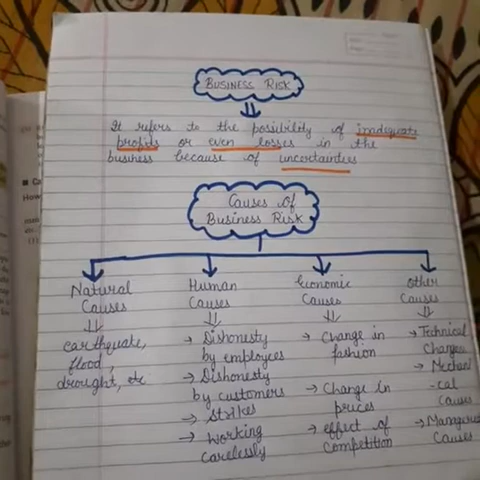 BUSINESS RISK
It refers to the possibility of inadequate
profits or even losses in the
business because of uncertainties
Causes of
Business Risk
Natural
Causes
earthquate,
flood,
drought, etc
Human
Causes
→ Dishonesty
by employees
→ Dishonesty
by customers
→ Strikes
→ Working
carelessly
Economic
Causes
→ Change in
fashion
→ Change in
prices
→ effect of
competition
Other
Causes
→ Technical
Changes
→ Mechani
-cal
Causes
→ Managerial
Causes